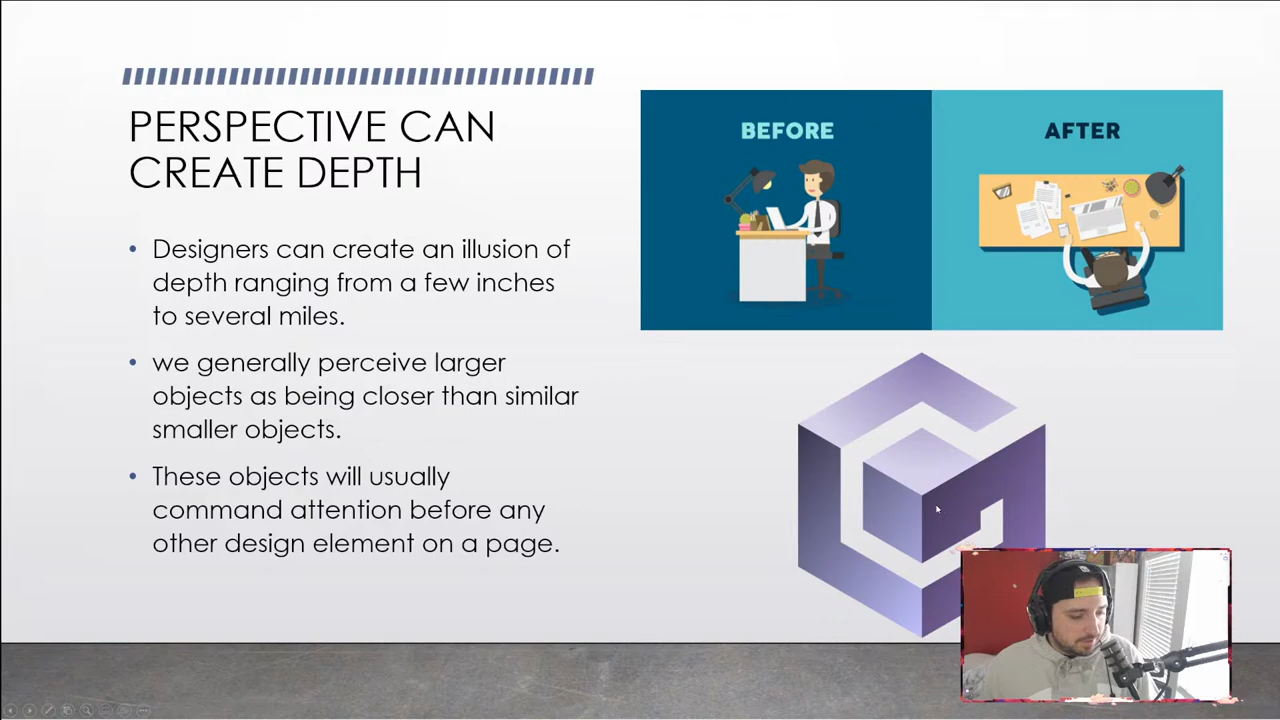 PERSPECTIVE CAN
CREATE DEPTH
• Designers can create an illusion of
depth ranging from a few inches
to several miles.
• we generally perceive larger
objects as being closer than similar
smaller objects.
• These objects will usually
command attention before any
other design element on a page.
BEFORE
AFTER